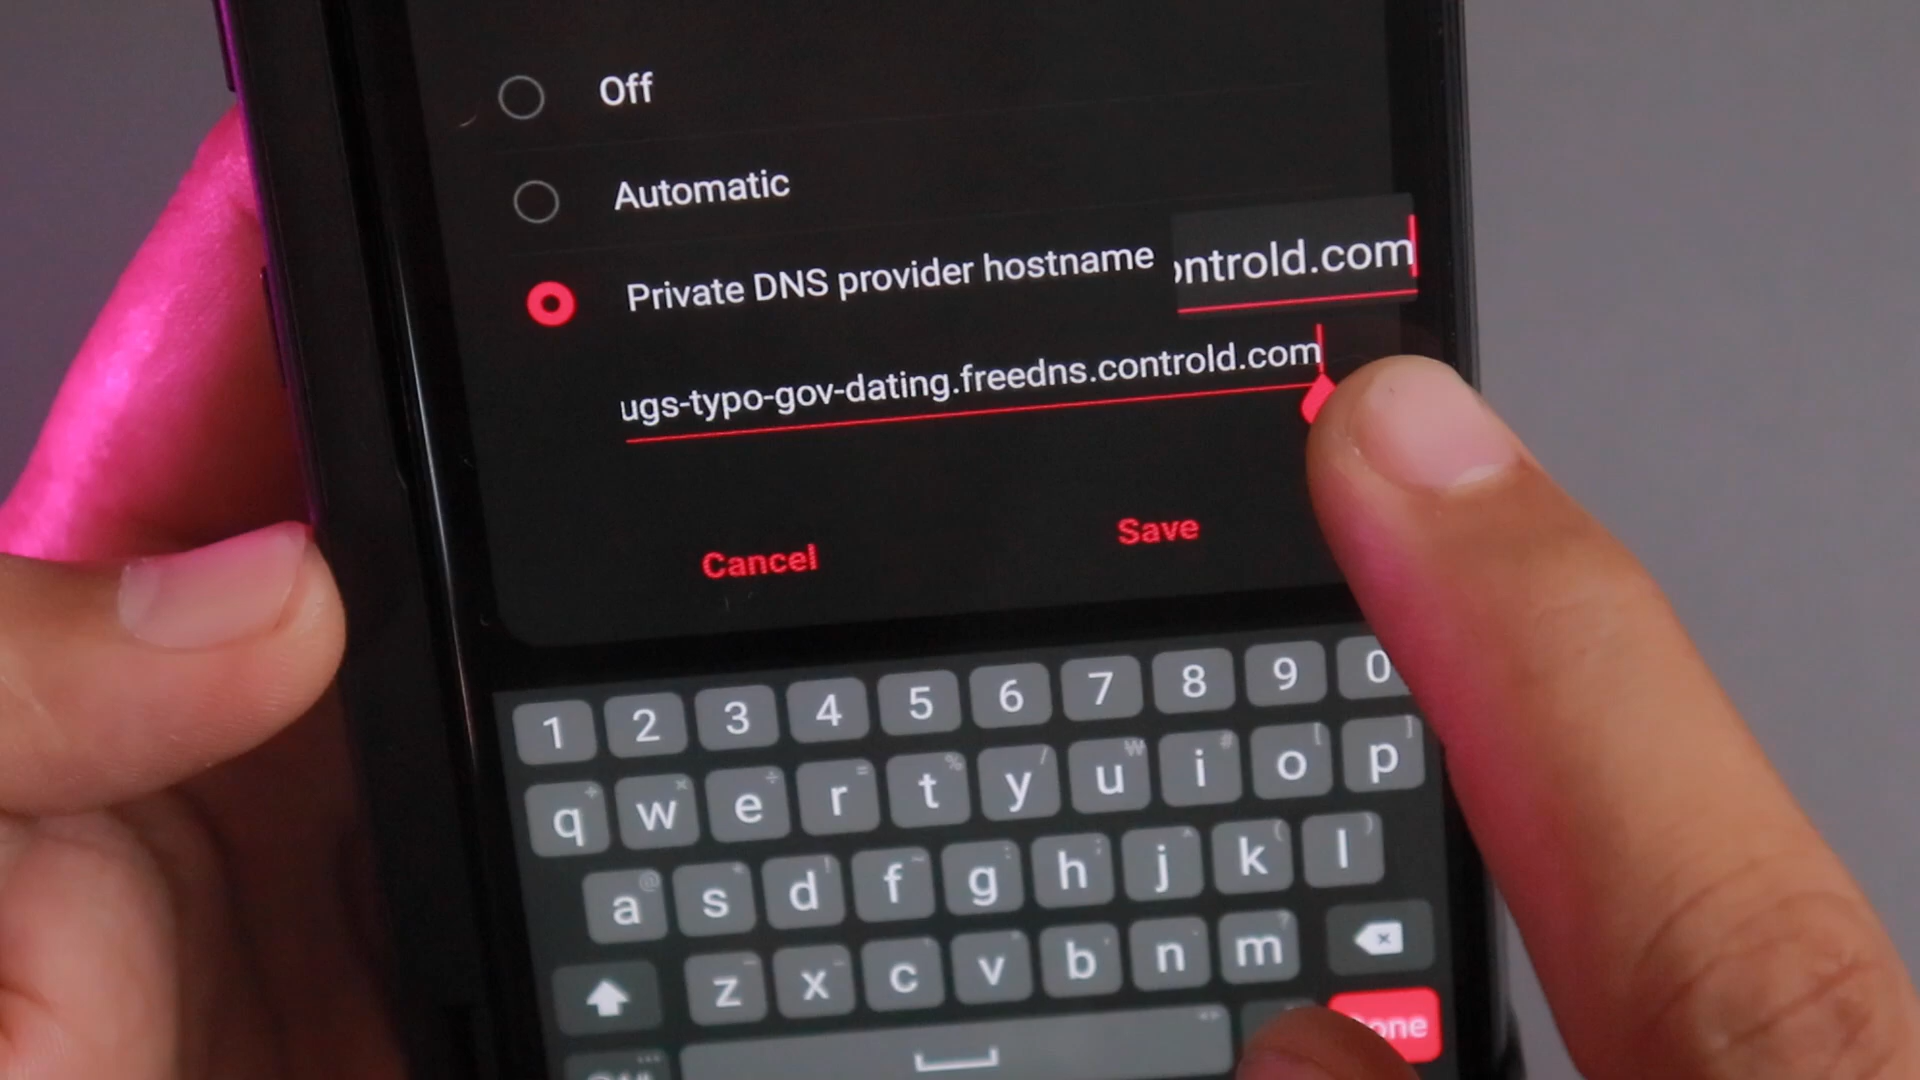 Off
Automatic
Private DNS provider hostname
ontrold.com
ugs-typo-gov-dating.freedns.controld.com
Cancel
Save
1 2 3 4 5 6 7 8 9 0
q w e r t y u i o p
a s d f g h j k l
z x c v b n m